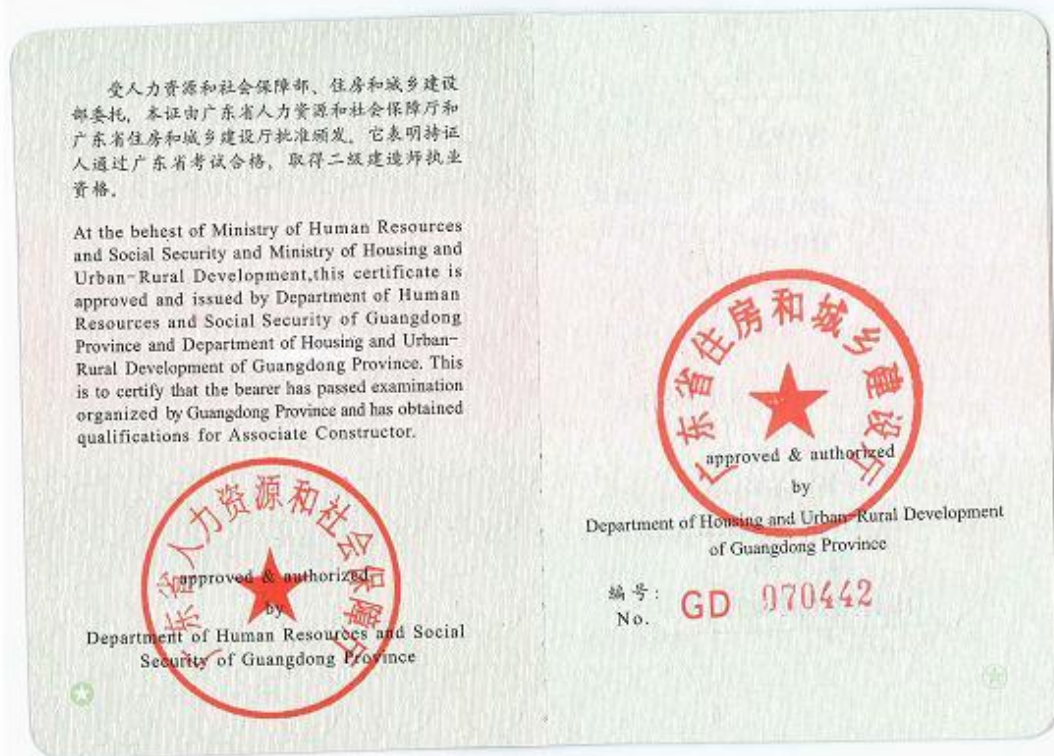 受人力资源和社会保障部、住房和城乡建设
部委托，本证由广东省人力资源和社会保障厅和
广东省住房和城乡建设厅批准颁发。它表明持证
人通过广东省考试合格，取得二级建造师执业
资格。
At the behest of Ministry of Human Resources
and Social Security and Ministry of Housing and
Urban-Rural Development,this certificate is
approved and issued by Department of Human
Resources and Social Security of Guangdong
Province and Department of Housing and Urban-
Rural Development of Guangdong Province. This
is to certify that the bearer has passed examination
organized by Guangdong Province and has obtained
qualifications for Associate Constructor.
广东省人力资源和社会保障厅
approved & authorized
by
Department of Human Resources and Social
Security of Guangdong Province
广东省住房和城乡建设厅
approved & authorized
by
Department of Housing and Urban-Rural Development
of Guangdong Province
编号:
No.
GD 070442